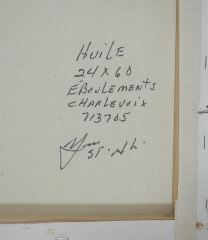 HUILE
24 x 60
ÉBOULEMENTS
CHARLEVOIX
713705